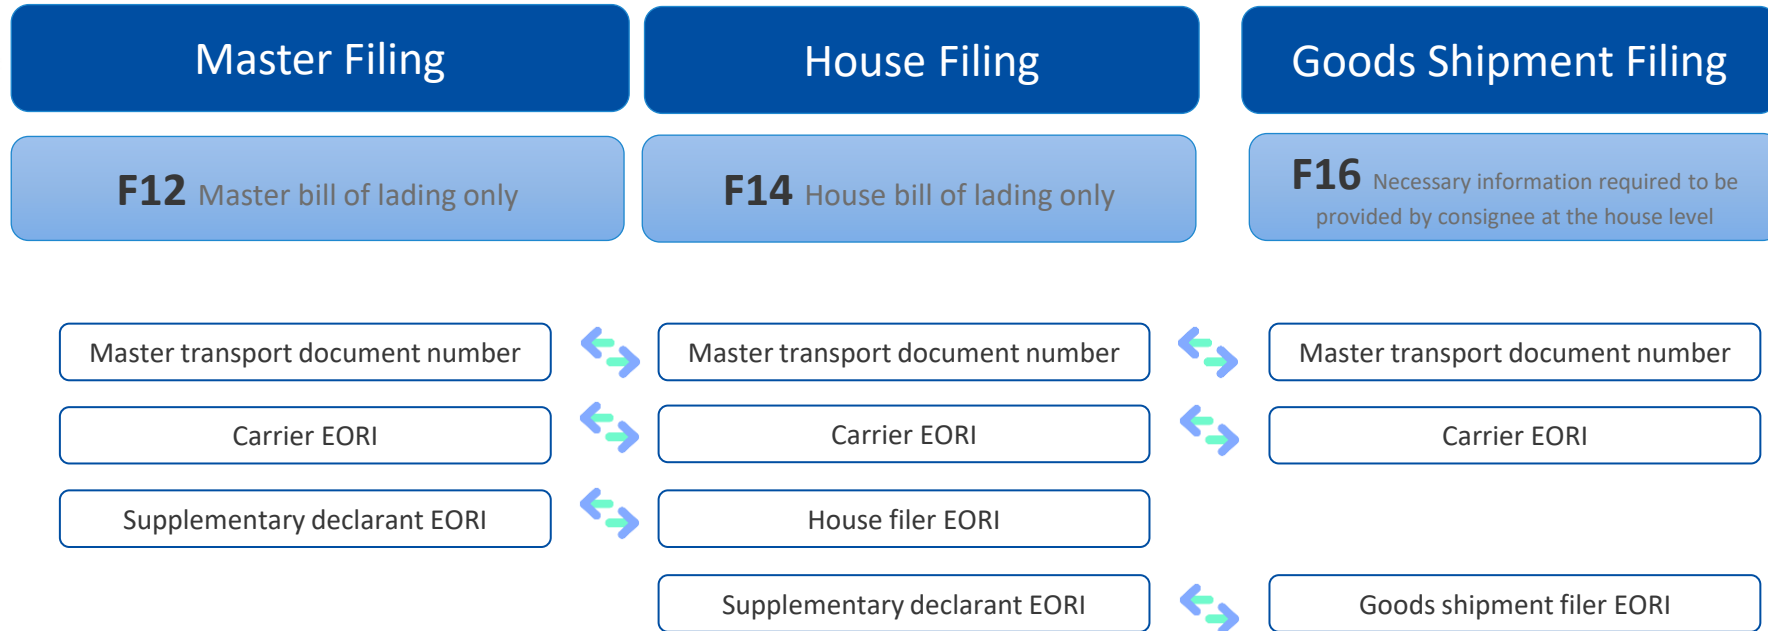 Master Filing
House Filing
Goods Shipment Filing
F12 Master bill of lading only
F14 House bill of lading only
F16 Necessary information required to be
provided by consignee at the house level
Master transport document number
Master transport document number
Master transport document number
Carrier EORI
Carrier EORI
Carrier EORI
Supplementary declarant EORI
House filer EORI
Supplementary declarant EORI
Goods shipment filer EORI